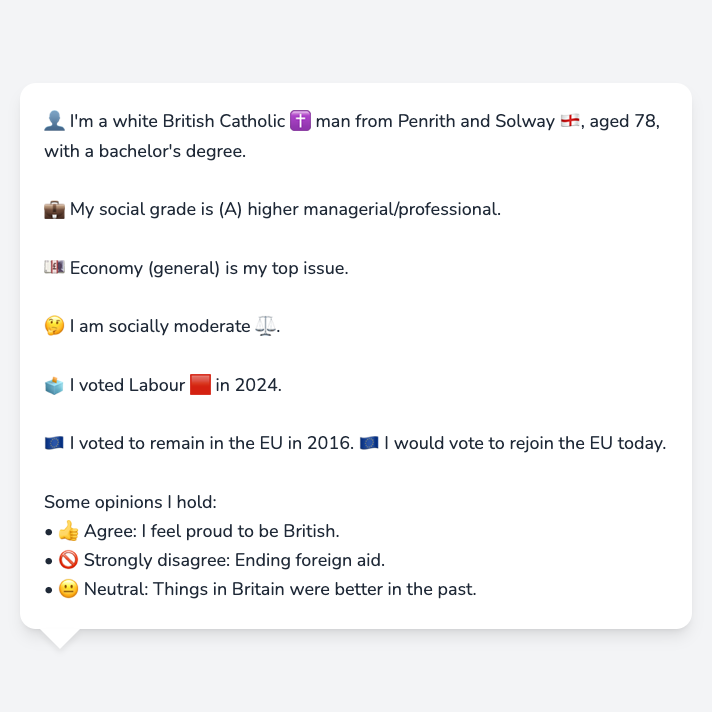 👤 I'm a white British Catholic ✝️ man from Penrith and Solway 🏴󠁧󠁢󠁥󠁮󠁧󠁿, aged 78,
with a bachelor's degree.
💼 My social grade is (A) higher managerial/professional.
💷 Economy (general) is my top issue.
🤔 I am socially moderate ⚖️.
🗳️ I voted Labour 🟥 in 2024.
🇪🇺 I voted to remain in the EU in 2016. 🇪🇺 I would vote to rejoin the EU today.
Some opinions I hold:
• 👍 Agree: I feel proud to be British.
• 🚫 Strongly disagree: Ending foreign aid.
• 😐 Neutral: Things in Britain were better in the past.